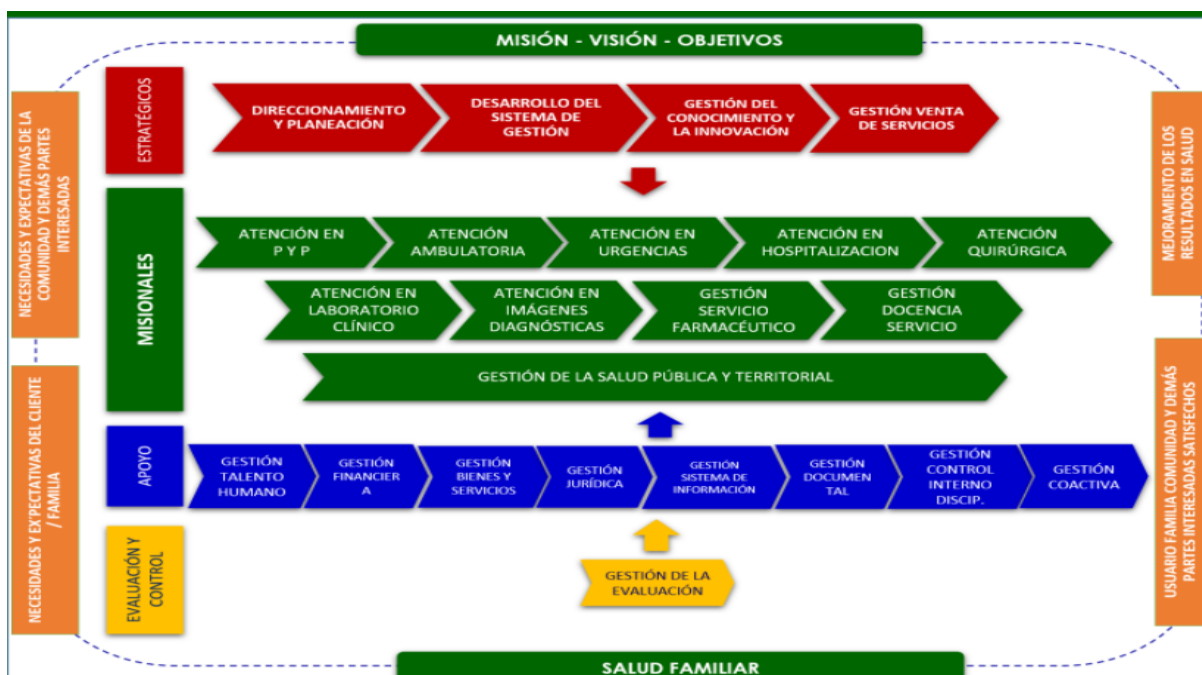 MISIÓN - VISIÓN - OBJETIVOS
NECESIDADES Y EXPECTATIVAS DE LA
COMUNIDAD Y DEMÁS PARTES
INTERESADAS
NECESIDADES Y EXPECTATIVAS DEL CLIENTE
/ FAMILIA
ESTRATÉGICOS
DIRECCIONAMIENTO
Y PLANEACIÓN
DESARROLLO DEL
SISTEMA DE
GESTIÓN
GESTIÓN DEL
CONOCIMIENTO Y
LA INNOVACIÓN
GESTIÓN VENTA
DE SERVICIOS
MISIONALES
ATENCIÓN EN
P Y P
ATENCIÓN
AMBULATORIA
ATENCIÓN EN
URGENCIAS
ATENCIÓN EN
HOSPITALIZACION
ATENCIÓN
QUIRÚRGICA
ATENCIÓN EN
LABORATORIO
CLÍNICO
ATENCIÓN EN
IMÁGENES
DIAGNÓSTICAS
GESTIÓN
SERVICIO
FARMACÉUTICO
GESTIÓN
DOCENCIA
SERVICIO
GESTIÓN DE LA SALUD PÚBLICA Y TERRITORIAL
APOYO
GESTIÓN
TALENTO
HUMANO
GESTIÓN
FINANCIER
A
GESTIÓN
BIENES Y
SERVICIOS
GESTIÓN
JURÍDICA
GESTIÓN
SISTEMA DE
INFORMACIÓN
GESTIÓN
DOCUMEN
TAL
GESTIÓN
CONTROL
INTERNO
DISCIP.
GESTIÓN
COACTIVA
EVALUACIÓN Y
CONTROL
GESTIÓN DE LA
EVALUACIÓN
MEJORAMIENTO DE LOS
RESULTADOS EN SALUD
USUARIO FAMILIA COMUNIDAD Y DEMÁS
PARTES INTERESADAS SATISFECHOS
SALUD FAMILIAR